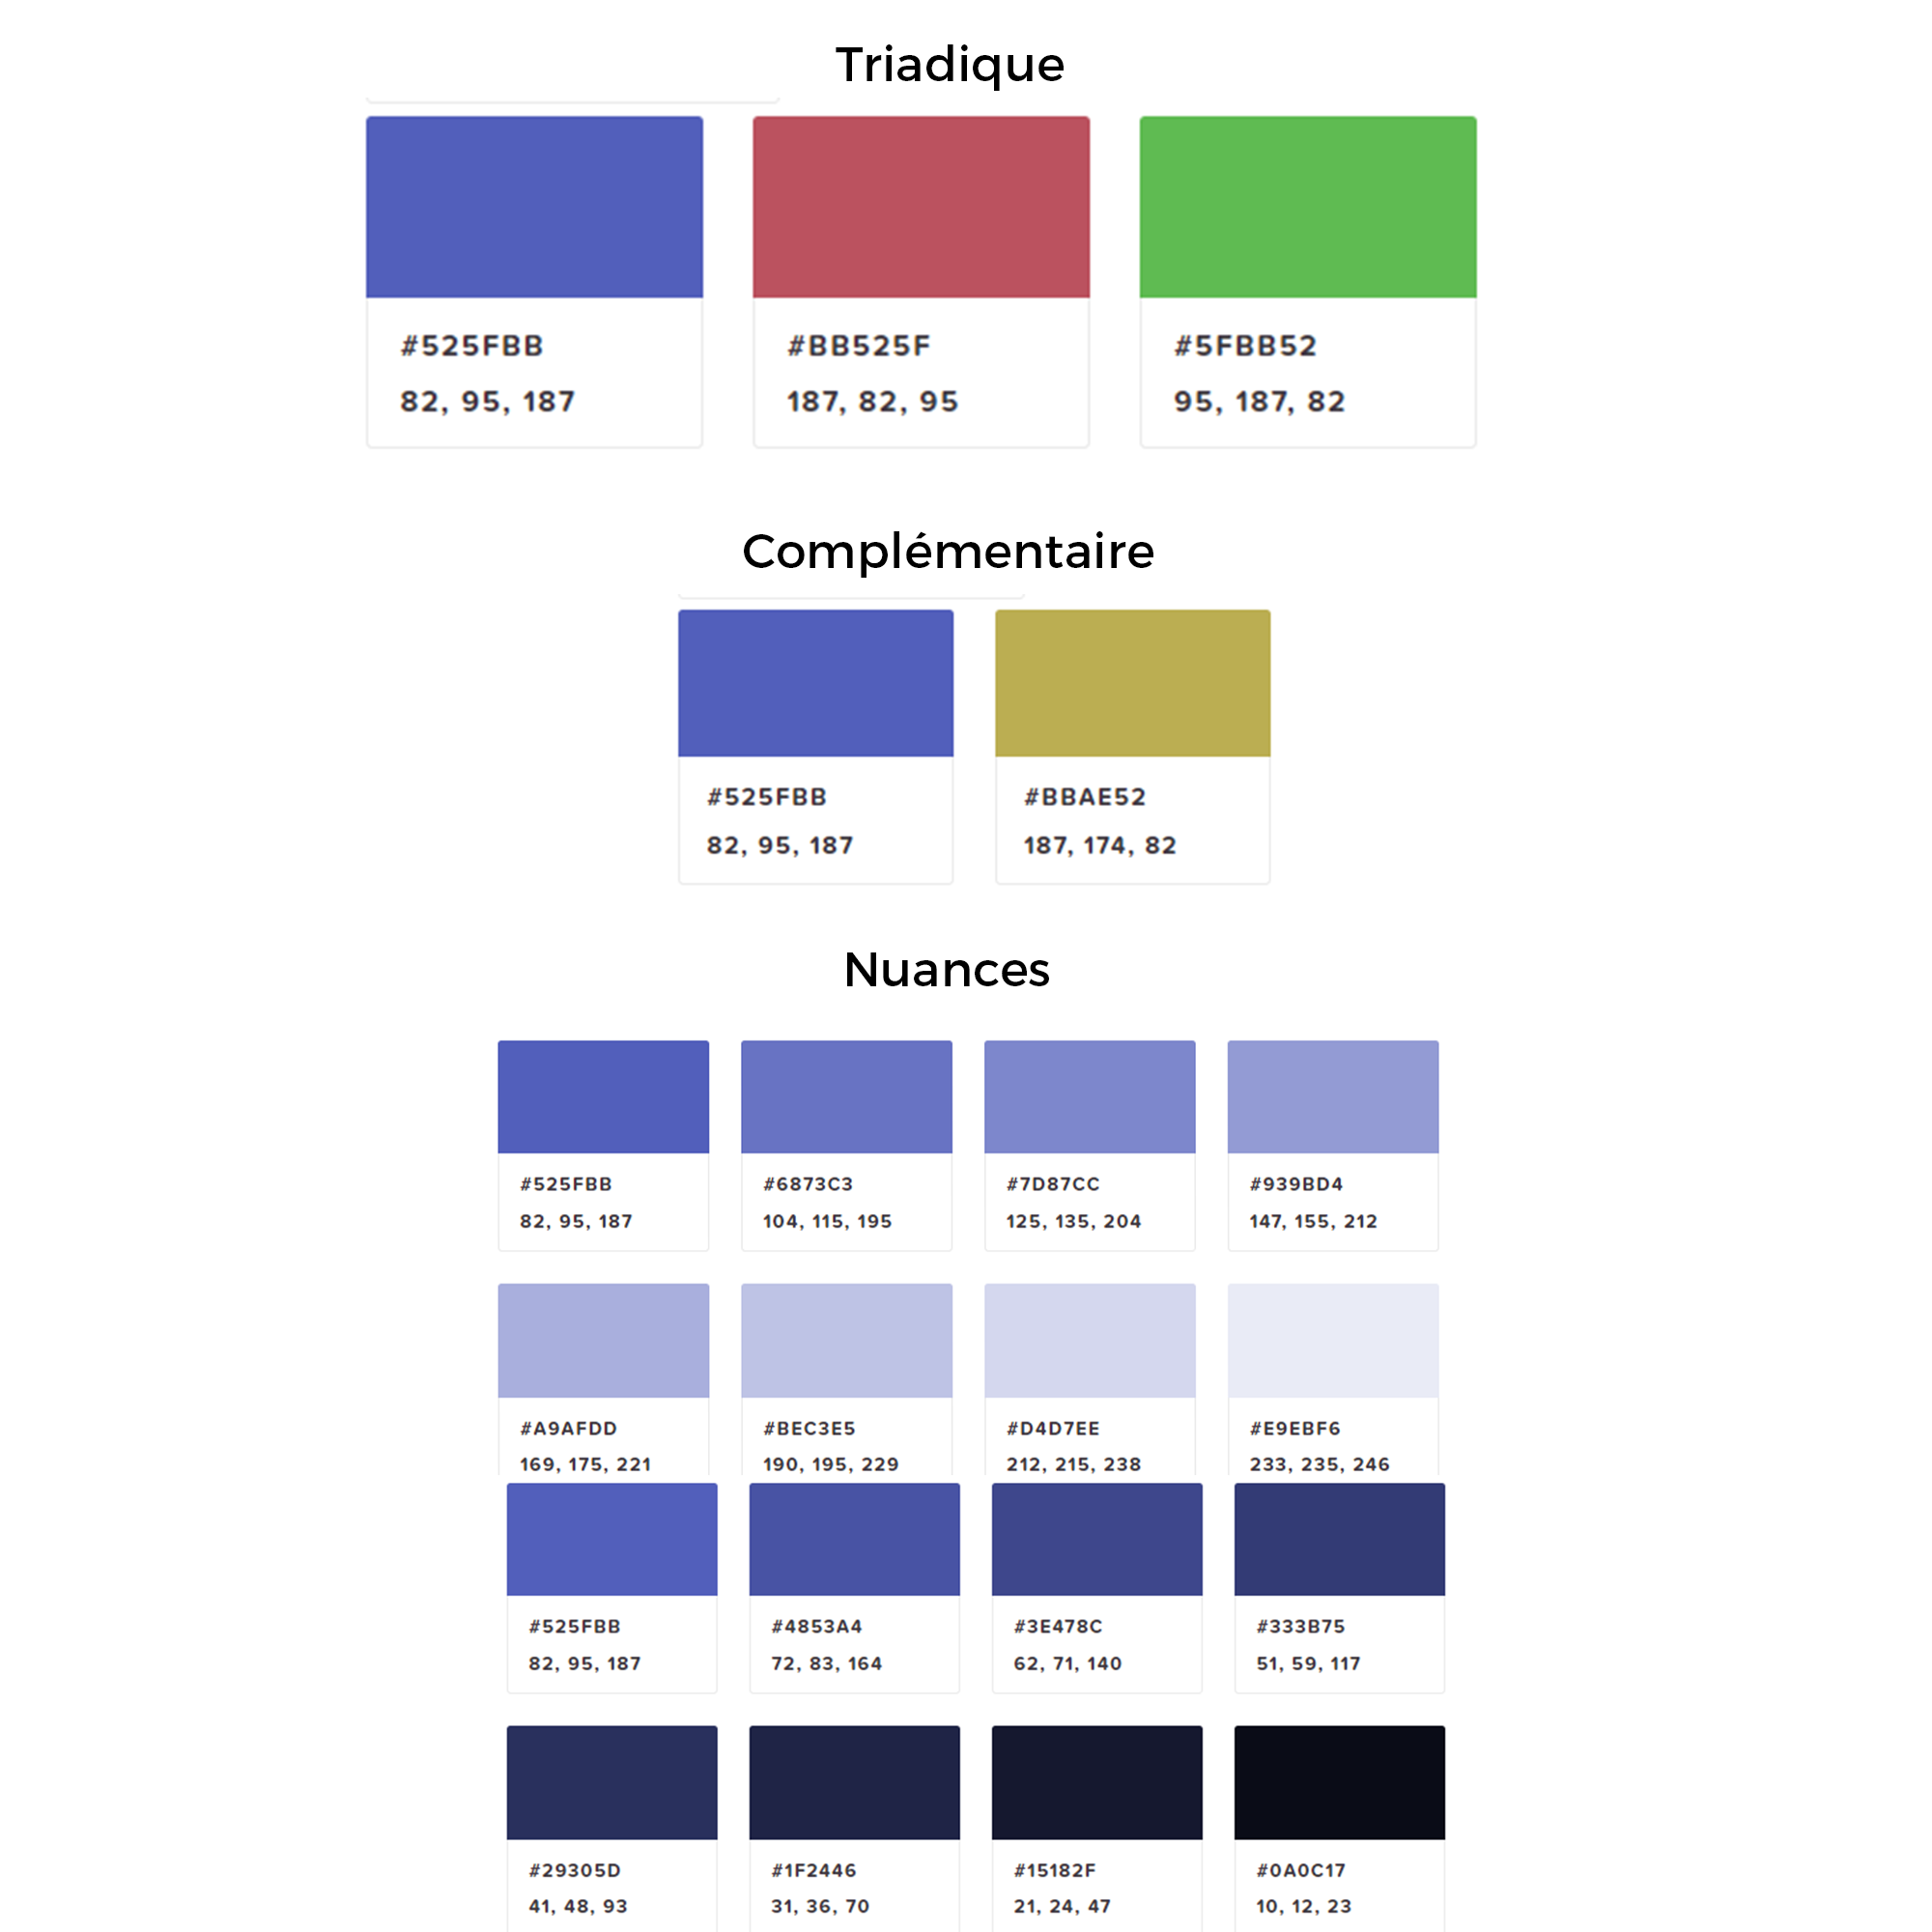 Triadique
#525FBB #BB525F #5FBB52
82, 95, 187 187, 82, 95 95, 187, 82
Complémentaire
#525FBB #BBAE52
82, 95, 187 187, 174, 82
Nuances
#525FBB #6873C3 #7D87CC #939BD4
82, 95, 187 104, 115, 195 125, 135, 204 147, 155, 212
#A9AFDD #BEC3E5 #D4D7EE #E9EBF6
169, 175, 221 190, 195, 229 212, 215, 238 233, 235, 246
#525FBB #4853A4 #3E478C #333B75
82, 95, 187 72, 83, 164 62, 71, 140 51, 59, 117
#29305D #1F2446 #15182F #0A0C17
41, 48, 93 31, 36, 70 21, 24, 47 10, 12, 23